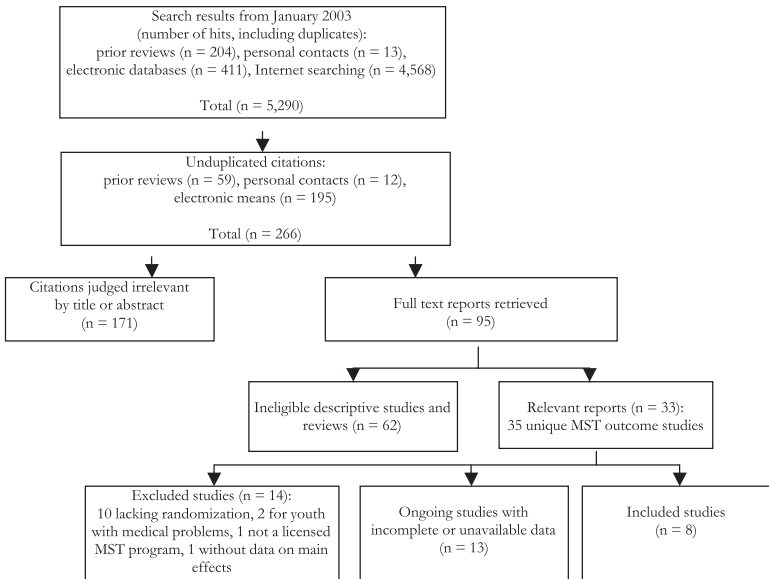 Search results from January 2003
(number of hits, including duplicates):
prior reviews (n = 204), personal contacts (n = 13),
electronic databases (n = 411), Internet searching (n = 4,568)
Total (n = 5,290)
Unduplicated citations:
prior reviews (n = 59), personal contacts (n = 12),
electronic means (n = 195)
Total (n = 266)
Citations judged irrelevant
by title or abstract
(n = 171)
Full text reports retrieved
(n = 95)
Ineligible descriptive studies and
reviews (n = 62)
Relevant reports (n = 33):
35 unique MST outcome studies
Excluded studies (n = 14):
10 lacking randomization, 2 for youth
with medical problems, 1 not a licensed
MST program, 1 without data on main
effects
Ongoing studies with
incomplete or unavailable data
(n = 13)
Included studies
(n = 8)